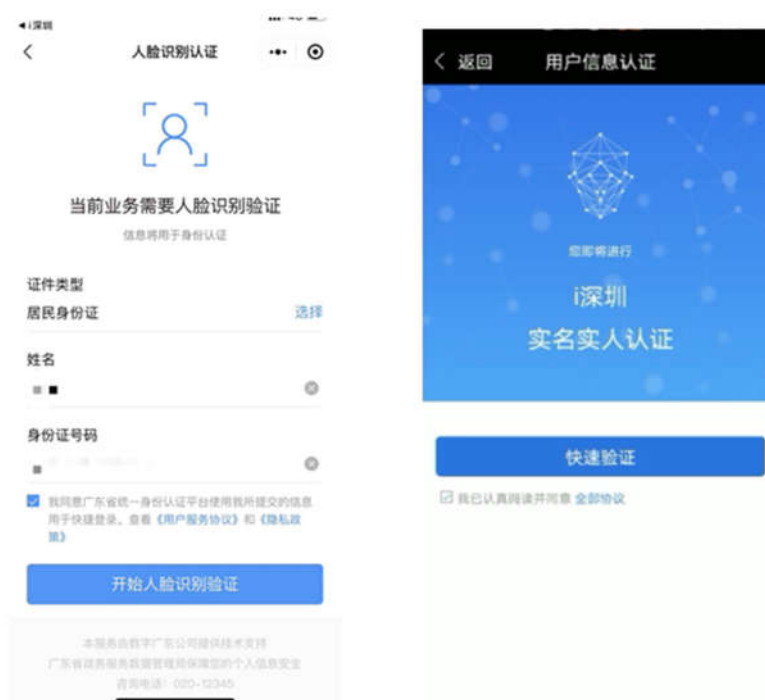 i深圳
人脸识别认证
当前业务需要人脸识别验证
信息将用于身份认证
证件类型
居民身份证
选择
姓名
身份证号码
我同意广东省统一身份认证平台使用我所提交的信息
用于快捷登录。查看《用户服务协议》和《隐私政
策》
开始人脸识别验证
本服务由数字广东公司提供技术支持
广东省政务服务数据管理局保障您的个人信息安全
咨询电话：020-12345
返回
用户信息认证
您即将进行
i深圳
实名实人认证
快速验证
我已认真阅读并同意 全部协议